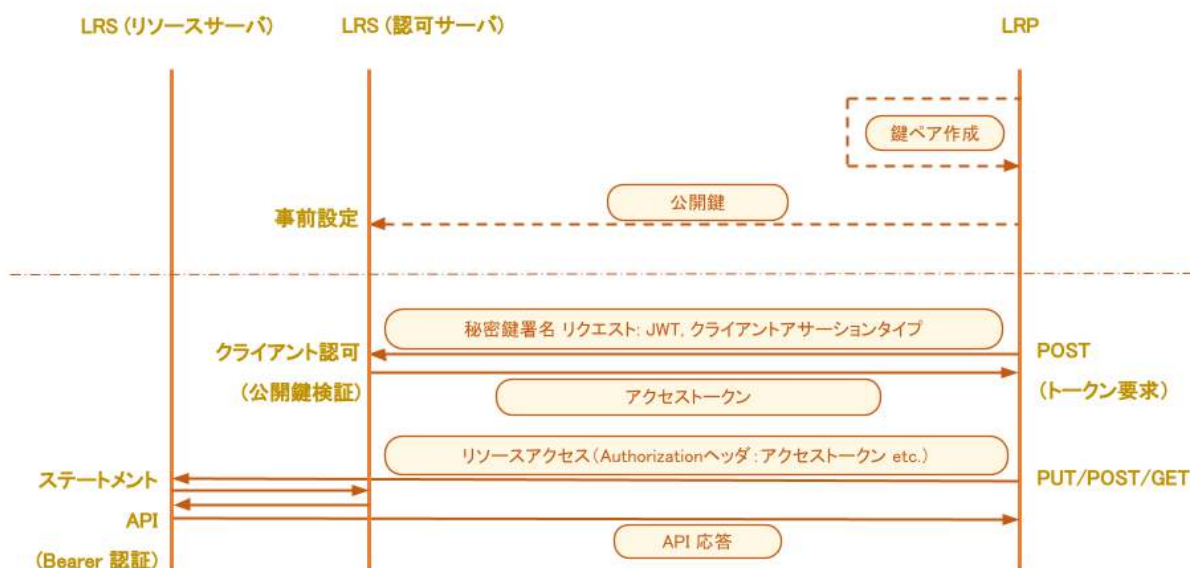 LRS (リソースサーバ)
LRS (認可サーバ)
LRP
鍵ペア作成
公開鍵
事前設定
秘密鍵署名 リクエスト: JWT, クライアントアサーションタイプ
クライアント認可
POST
(公開鍵検証)
アクセストークン
(トークン要求)
リソースアクセス(Authorizationヘッダ:アクセストークン etc.)
ステートメント
PUT/POST/GET
API
API 応答
(Bearer 認証)